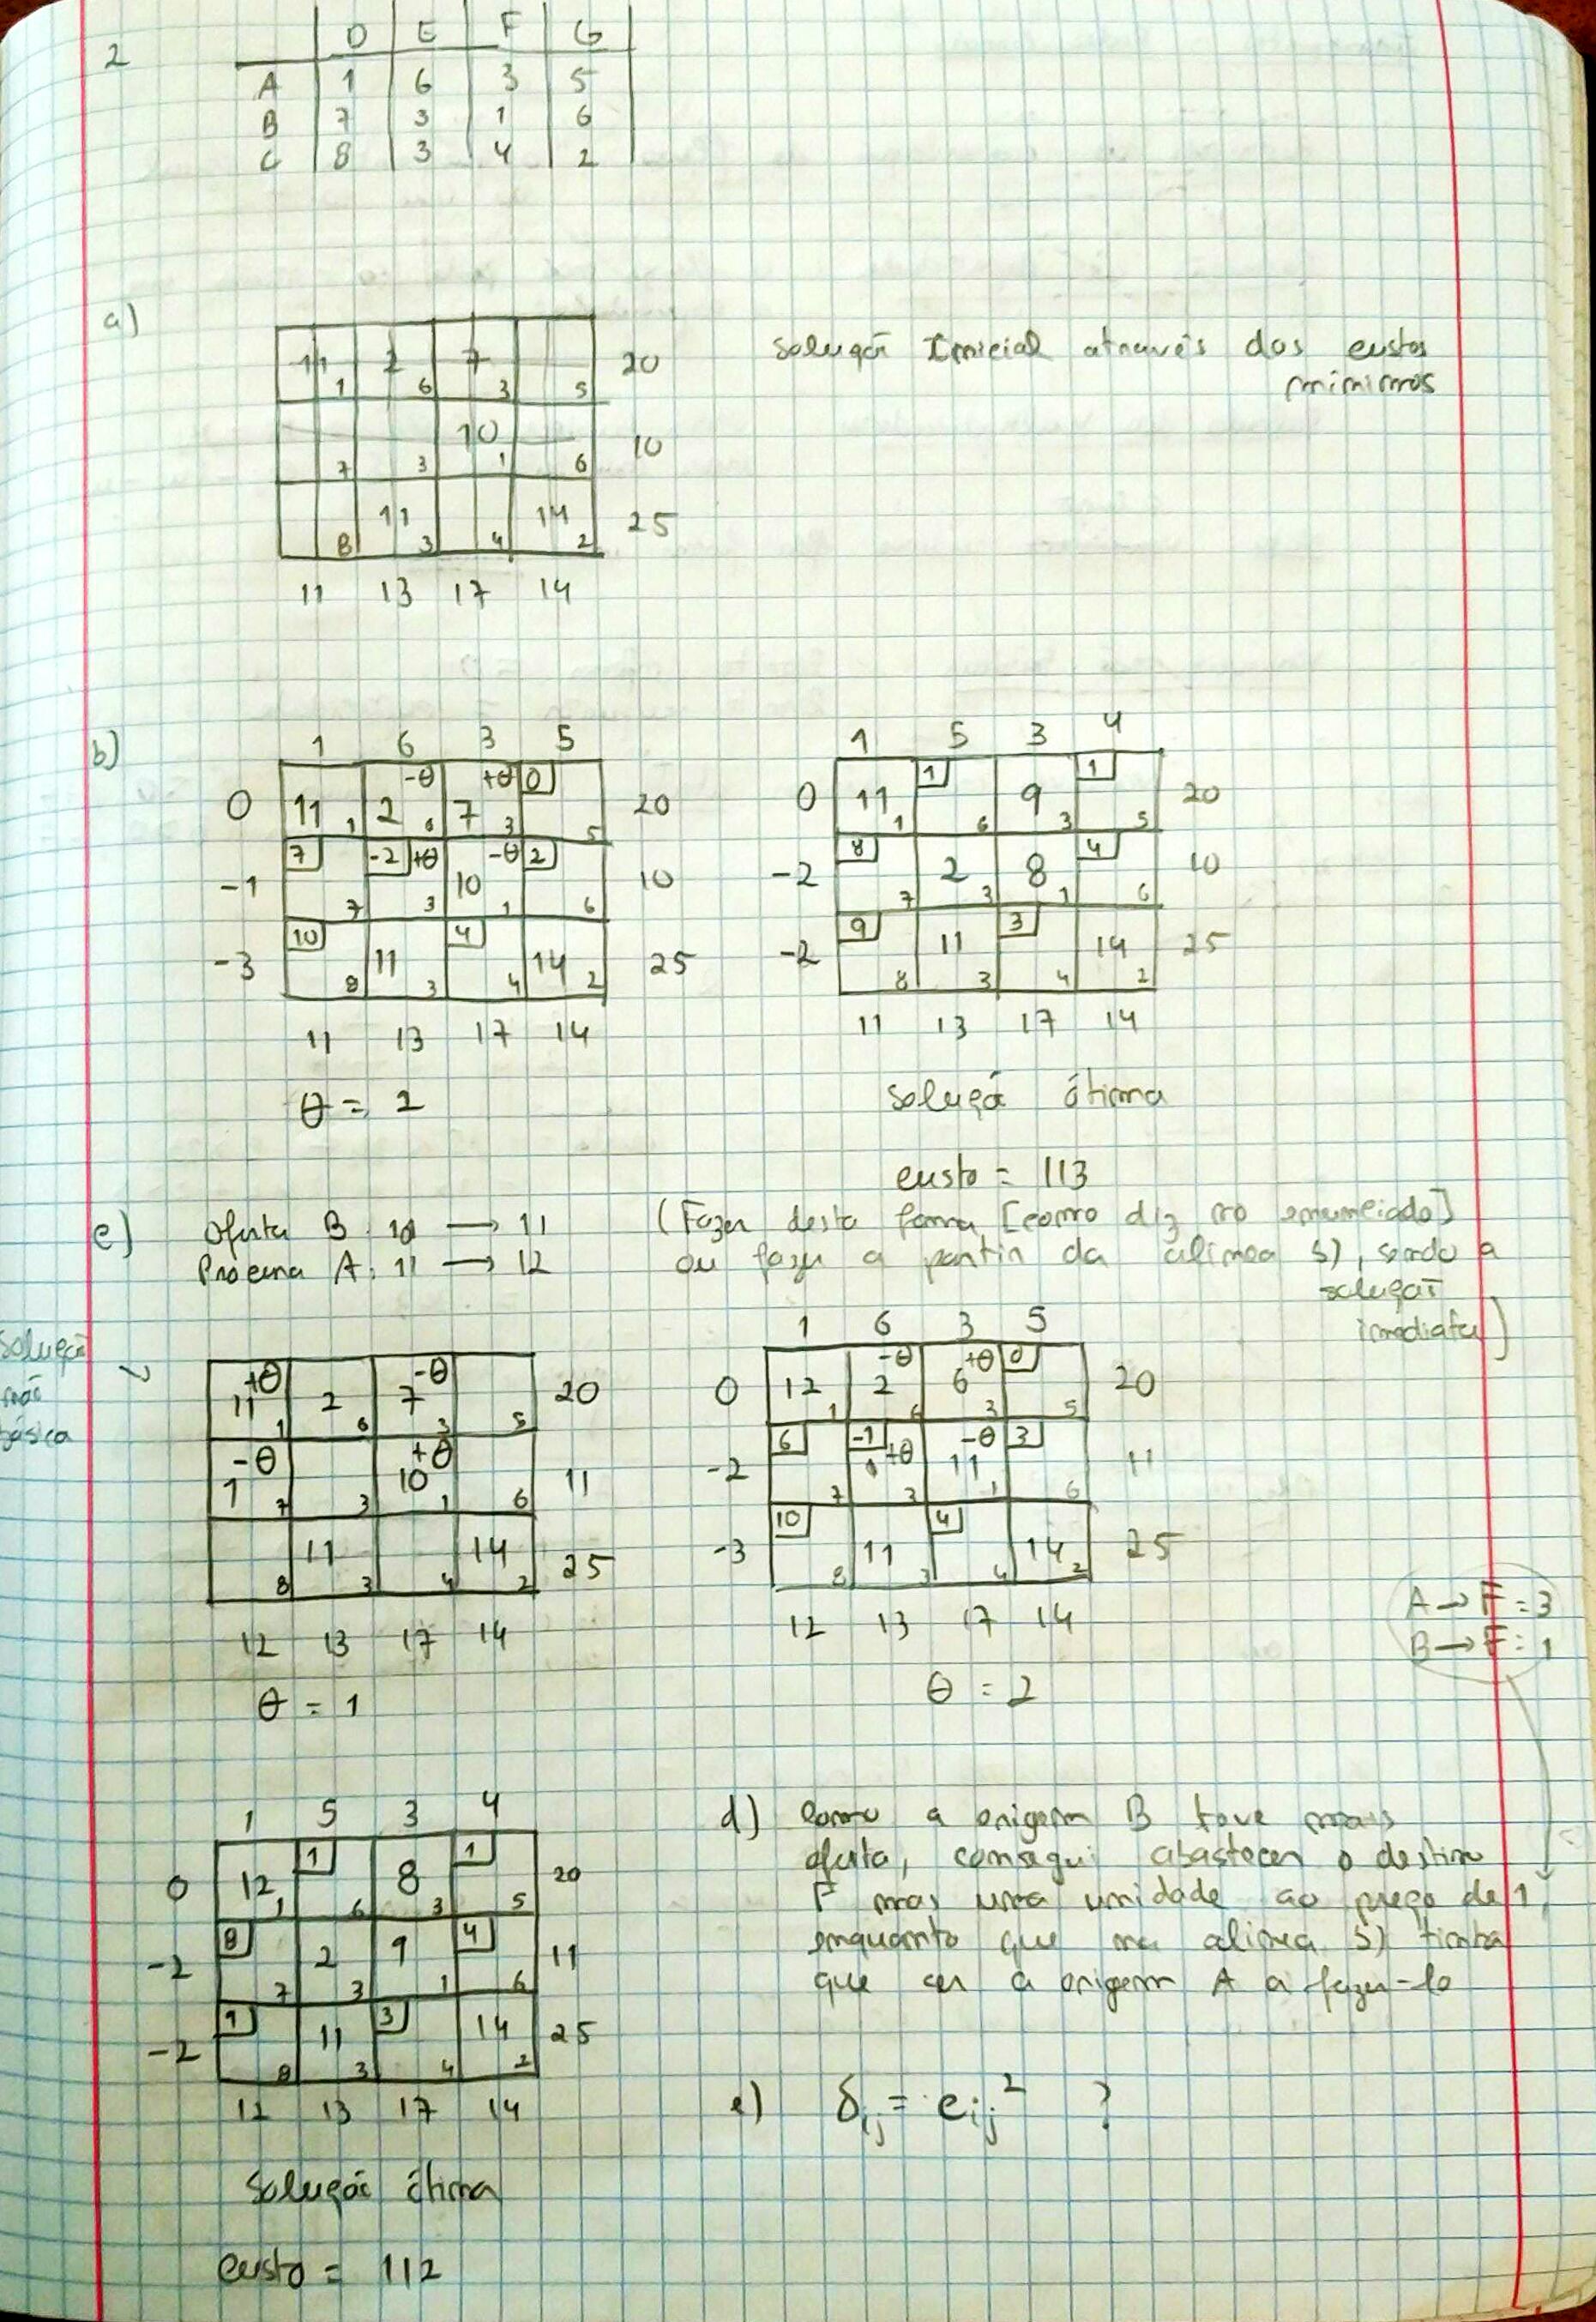 2
D E F G
A 1 6 3 5
B 7 3 1 6
C 8 3 4 2
a)
solução Inicial através dos custos
mínimos
11 1 2 6 7 3 5 20
7 3 10 1 6 10
8 11 3 4 14 2 25
11 13 17 14
b)
1 6 3 5
0 11 1 2 -θ 6 7 +θ 3 0 5 20
-1 7 7 -2 +θ 3 10 -θ 1 2 6 10
-3 10 8 11 3 4 4 14 2 25
11 13 17 14
θ = 2
1 5 3 4
0 11 1 1 6 9 3 1 5 20
-2 8 7 2 3 8 1 4 6 10
-2 9 8 11 3 3 4 14 2 25
11 13 17 14
Soluçã ótima
custo = 113
c) Oferta B: 10 → 11
Procura A: 11 → 12
(Fazer desta forma [como diz no enunciado]
ou fazer a partir da alínea b), sendo a
solução
imediata)
solução
não
básica
11 +θ 1 2 6 7 -θ 3 5 20
1 -θ 7 3 10 +θ 1 6 11
8 11 3 4 14 2 25
12 13 17 14
θ = 1
1 6 3 5
0 12 1 2 -θ 6 6 +θ 3 0 5 20
-2 6 7 -1 +θ 3 11 -θ 1 3 6 11
-3 10 8 11 3 4 4 14 2 25
12 13 17 14
θ = 2
A → F = 3
B → F = 1
1 5 3 4
0 12 1 1 6 8 3 1 5 20
-2 8 7 2 3 9 1 4 6 11
-2 9 8 11 3 3 4 14 2 25
12 13 17 14
Solução ótima
custo = 112
d) como a origem B teve mais
oferta, consegui abastecer o destino
F mas uma unidade ao preço de 1,
enquanto que na alínea b) tinha
que ser a origem A a fazer-lo
e) δij = cij² ?